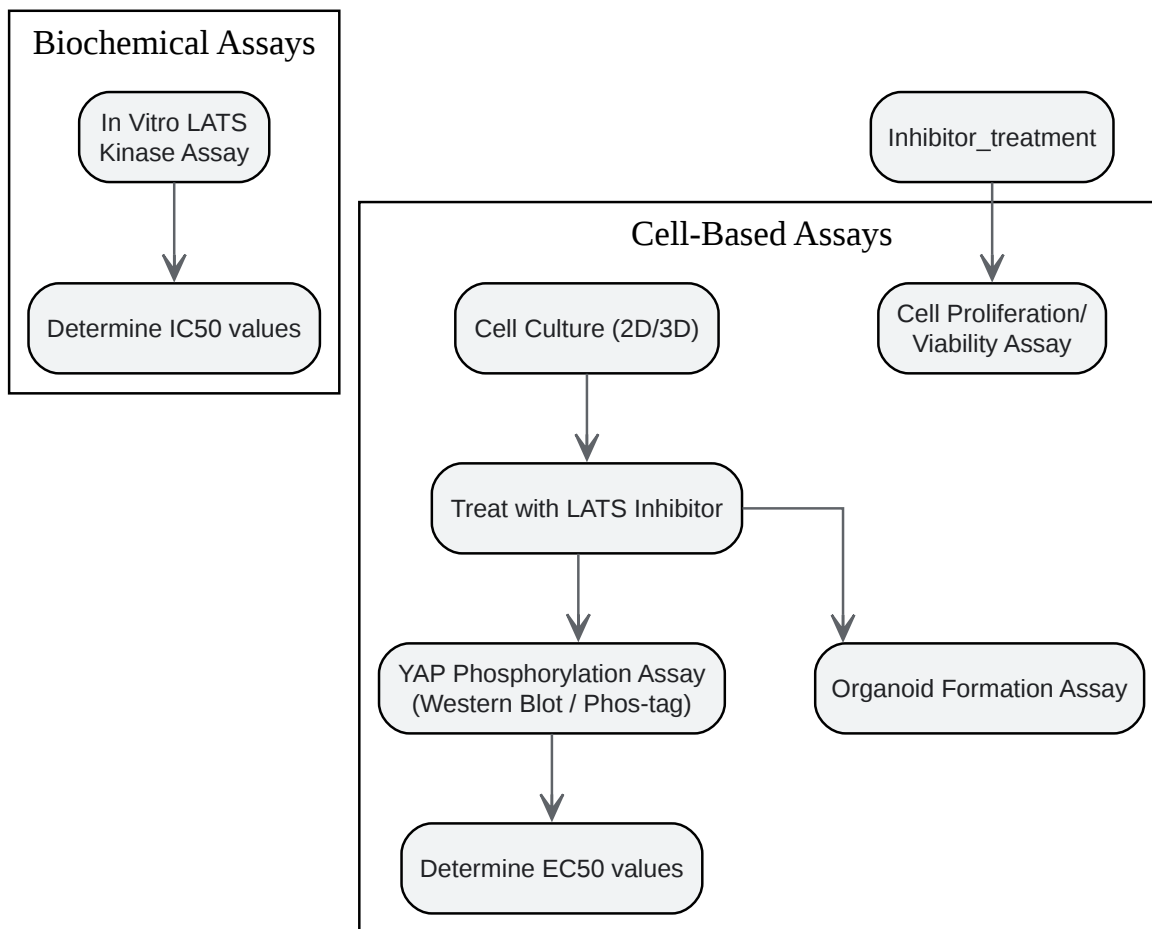 Biochemical Assays
In Vitro LATS
Kinase Assay
Determine IC50 values
Inhibitor_treatment
Cell-Based Assays
Cell Culture (2D/3D)
Cell Proliferation/
Viability Assay
Treat with LATS Inhibitor
YAP Phosphorylation Assay
(Western Blot / Phos-tag)
Organoid Formation Assay
Determine EC50 values